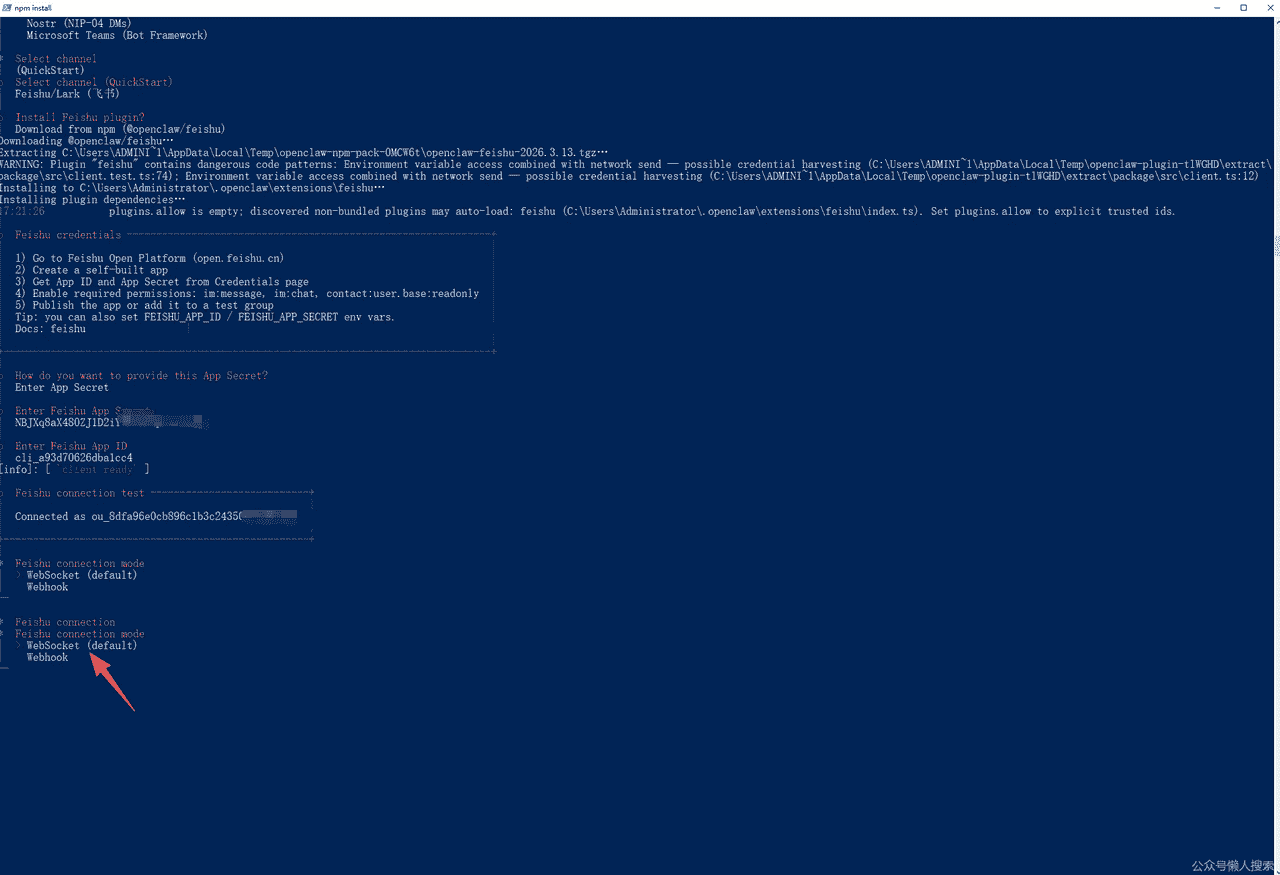 npm install
Nostr (NIP-04 DMs)
Microsoft Teams (Bot Framework)
Select channel
(QuickStart)
Select channel (QuickStart)
Feishu/Lark (飞书)
Install Feishu plugin?
Download from npm (@openclaw/feishu)
Downloading @openclaw/feishu…
Extracting C:\Users\ADMINI~1\AppData\Local\Temp\openclaw-npm-pack-0MCW6t\openclaw-feishu-2026.3.13.tgz…
WARNING: Plugin "feishu" contains dangerous code patterns: Environment variable access combined with network send — possible credential harvesting (C:\Users\ADMINI~1\AppData\Local\Temp\openclaw-plugin-tlWGHD\extract\
package\src\client.test.ts:74); Environment variable access combined with network send — possible credential harvesting (C:\Users\ADMINI~1\AppData\Local\Temp\openclaw-plugin-tlWGHD\extract\package\src\client.ts:12)
Installing to C:\Users\Administrator\.openclaw\extensions\feishu…
Installing plugin dependencies…
17:21:26 plugins.allow is empty; discovered non-bundled plugins may auto-load: feishu (C:\Users\Administrator\.openclaw\extensions\feishu\index.ts). Set plugins.allow to explicit trusted ids.
Feishu credentials
1) Go to Feishu Open Platform (open.feishu.cn)
2) Create a self-built app
3) Get App ID and App Secret from Credentials page
4) Enable required permissions: im:message, im:chat, contact:user.base:readonly
5) Publish the app or add it to a test group
Tip: you can also set FEISHU_APP_ID / FEISHU_APP_SECRET env vars.
Docs: feishu
How do you want to provide this App Secret?
Enter App Secret
Enter Feishu App Secret
NBJXq8aX480ZJlD2iY
Enter Feishu App ID
cli_a93d70626dba1cc4
[info]: [ 'client ready' ]
Feishu connection test
Connected as ou_8dfa96e0cb896c1b3c24350
Feishu connection mode
> WebSocket (default)
Webhook
Feishu connection
Feishu connection mode
> WebSocket (default)
Webhook
公众号懒人搜索